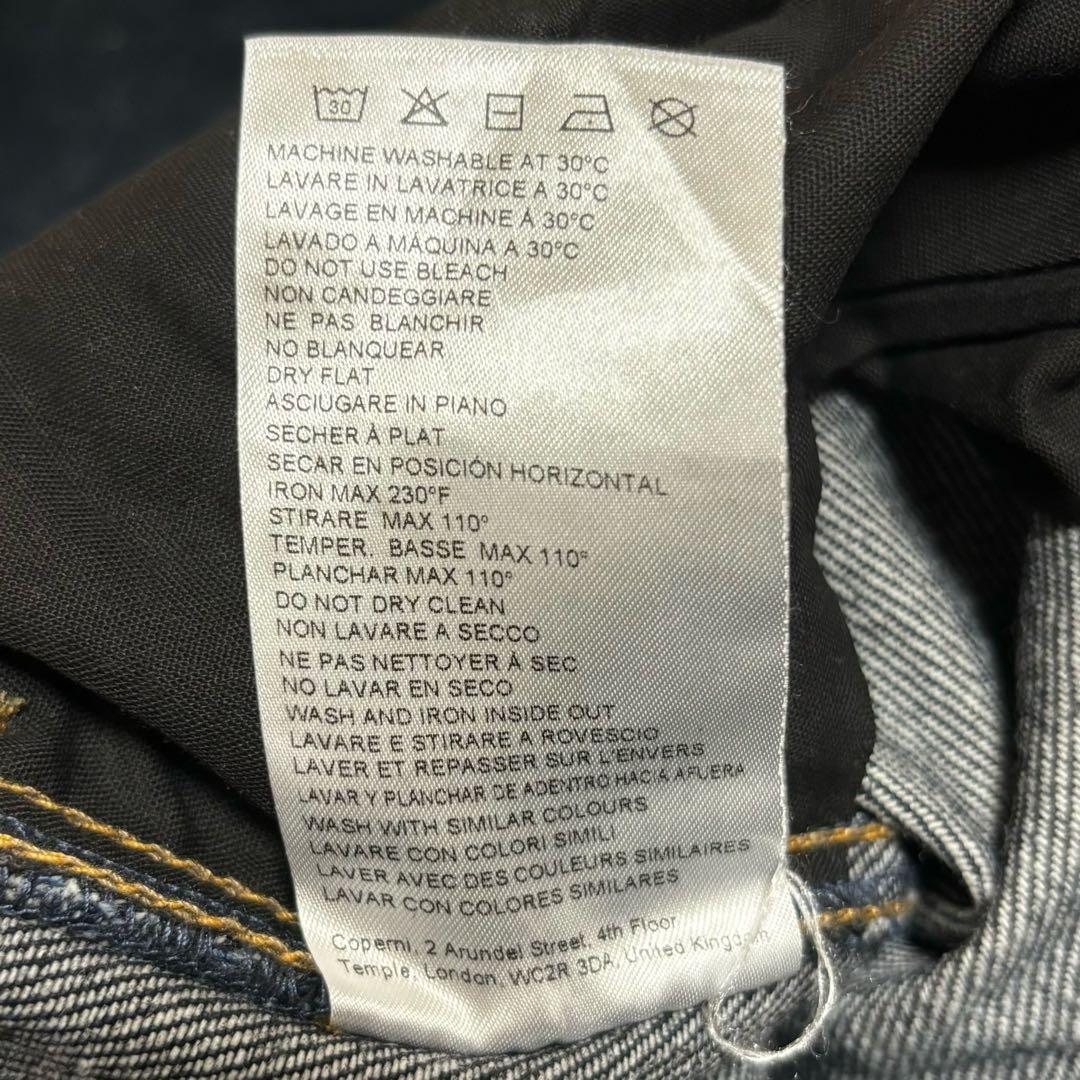 30
MACHINE WASHABLE AT 30°C
LAVARE IN LAVATRICE A 30°C
LAVAGE EN MACHINE À 30°C
LAVADO A MÁQUINA A 30°C
DO NOT USE BLEACH
NON CANDEGGIARE
NE PAS BLANCHIR
NO BLANQUEAR
DRY FLAT
ASCIUGARE IN PIANO
SÉCHER À PLAT
SECAR EN POSICIÓN HORIZONTAL
IRON MAX 230°F
STIRARE MAX 110°
TEMPER. BASSE MAX 110°
PLANCHAR MAX 110°
DO NOT DRY CLEAN
NON LAVARE A SECCO
NE PAS NETTOYER À SEC
NO LAVAR EN SECO
WASH AND IRON INSIDE OUT
LAVARE E STIRARE A ROVESCIO
LAVER ET REPASSER SUR L'ENVERS
LAVAR Y PLANCHAR DE ADENTRO HACIA AFUERA
WASH WITH SIMILAR COLOURS
LAVARE CON COLORI SIMILI
LAVER AVEC DES COULEURS SIMILAIRES
LAVAR CON COLORES SIMILARES
Coperni, 2 Arundel Street, 4th Floor
Temple, London, WC2R 3DA, United Kingdom